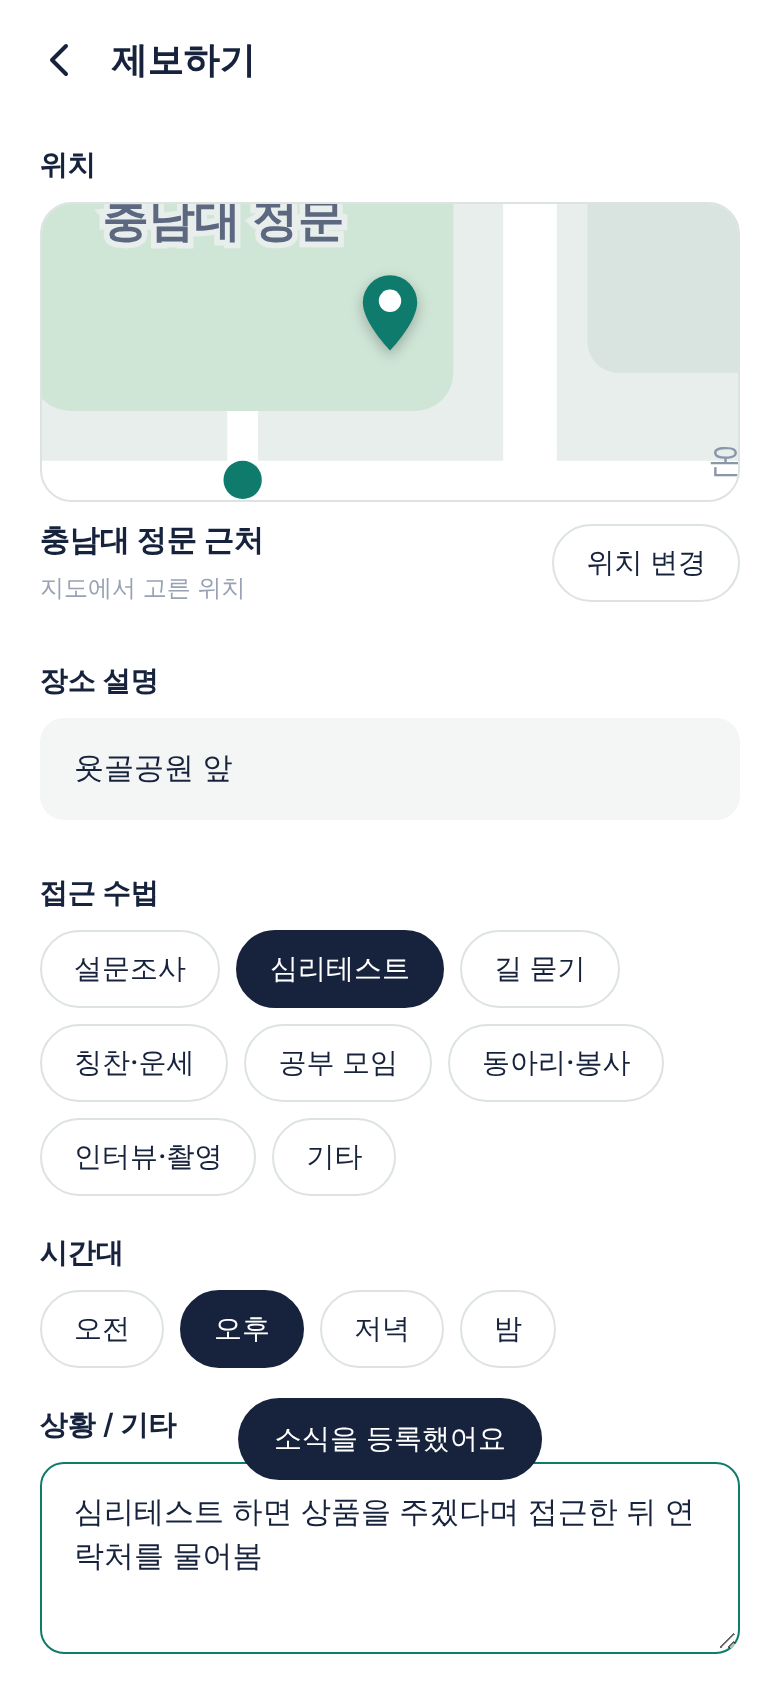 제보하기
위치
충남대 정문
온
충남대 정문 근처
지도에서 고른 위치
위치 변경
장소 설명
욧골공원 앞
접근 수법
설문조사
심리테스트
길 묻기
칭찬·운세
공부 모임
동아리·봉사
인터뷰·촬영
기타
시간대
오전
오후
저녁
밤
상황 / 기타
소식을 등록했어요
심리테스트 하면 상품을 주겠다며 접근한 뒤 연
락처를 물어봄